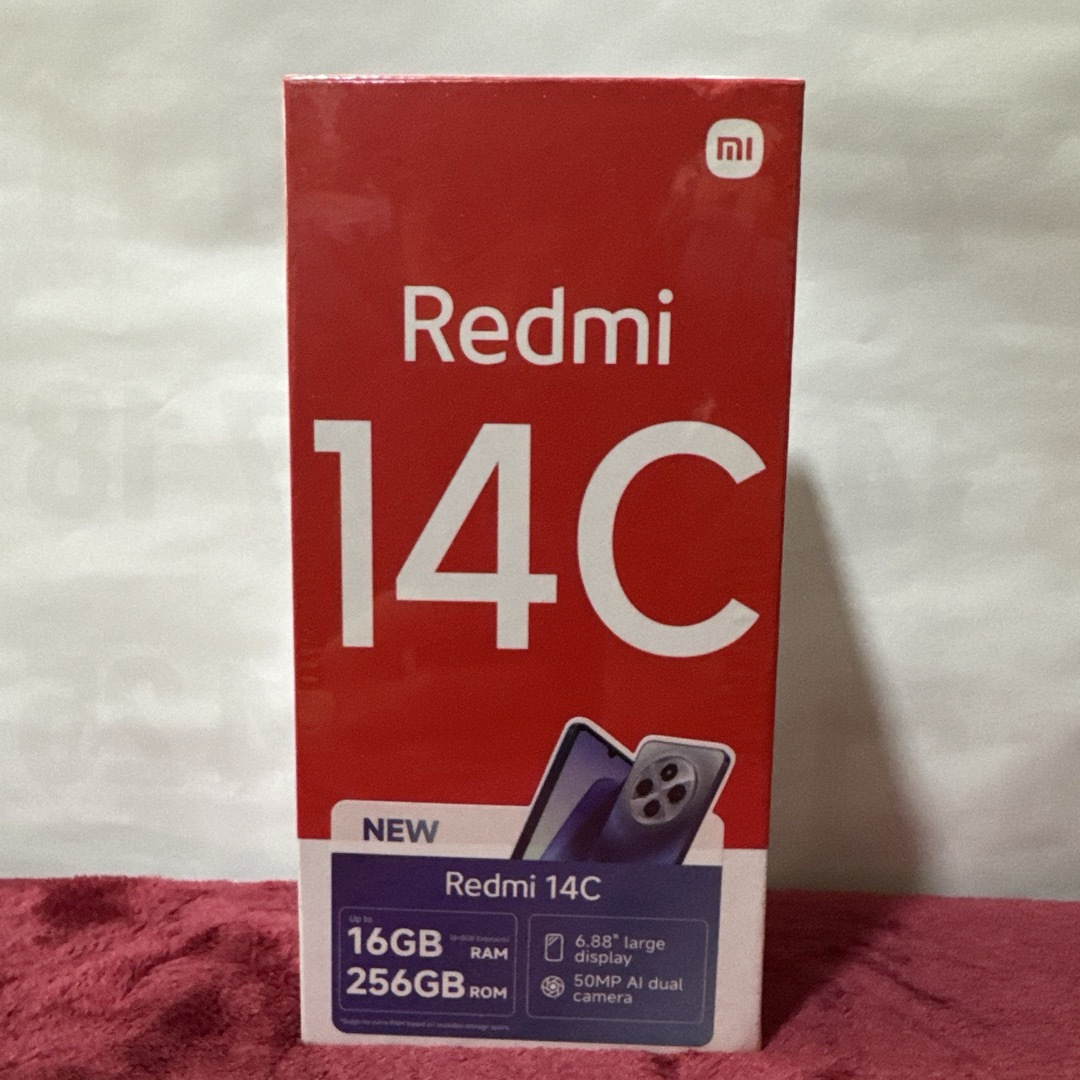 mi
Redmi
14C
NEW
Redmi 14C
Up to
16GB RAM
256GB ROM
6.88" large
display
50MP AI dual
camera